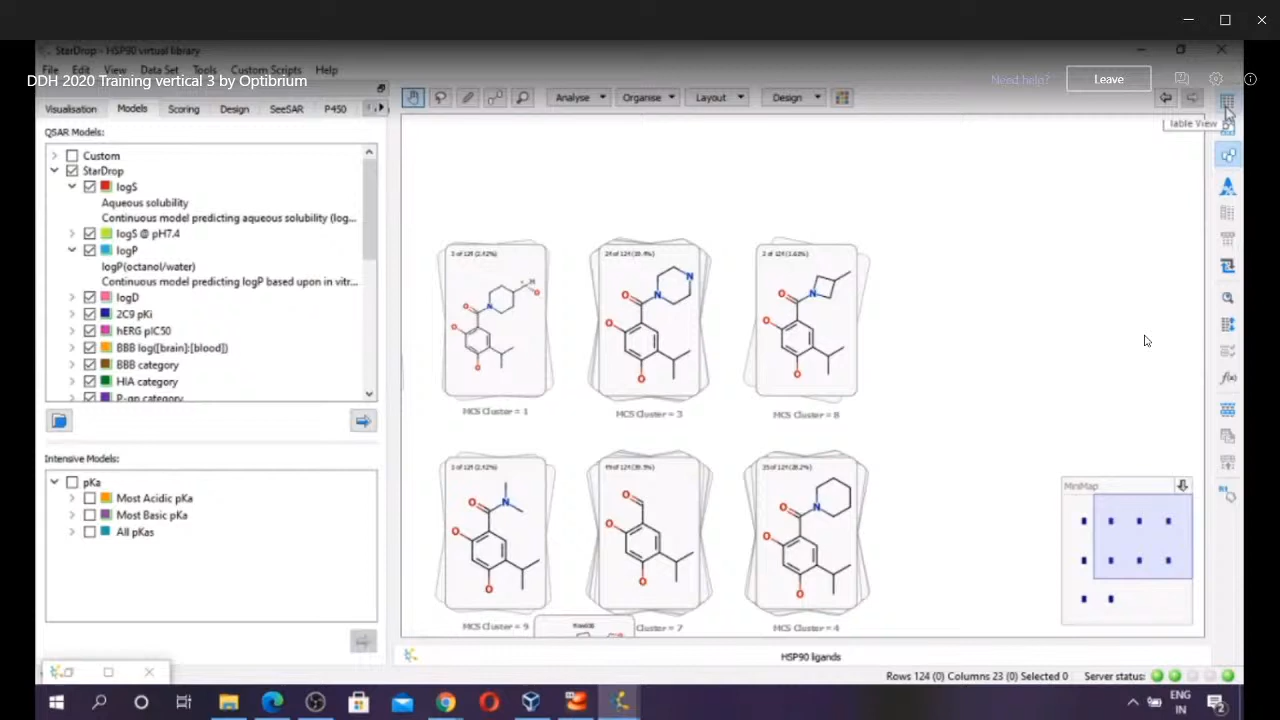 StarDrop - HSP90 virtual library
File Edit View Data Set Tools Custom Scripts Help
DDH 2020 Training vertical 3 by Optibrium
Need help?
Leave
Visualisation Models Scoring Design SeeSAR P450
Analyse Organise Layout Design
Table View
QSAR Models:
Custom
StarDrop
logS
Aqueous solubility
Continuous model predicting aqueous solubility (log...
logS @ pH7.4
logP
logP(octanol/water)
Continuous model predicting logP based upon in vitr...
logD
2C9 pKi
hERG pIC50
BBB log([brain]:[blood])
BBB category
HIA category
P-gp category
Intensive Models:
pKa
Most Acidic pKa
Most Basic pKa
All pKas
N
O
O
O
N
O
O
O
N
O
O
O
MCS Cluster = 1
MCS Cluster = 3
MCS Cluster = 8
N
O
O
O
O
O
O
N
O
O
O
MCS Cluster = 9
Cluster = 7
MCS Cluster = 4
MiniMap
HSP90 ligands
Rows 124 (0) Columns 23 (0) Selected 0 Server status:
ENG
IN
2